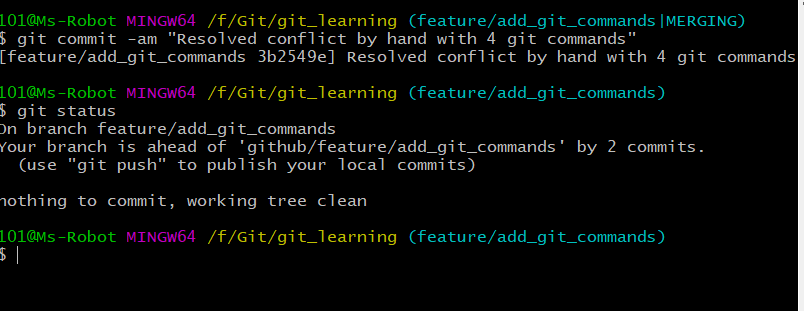 101@Ms-Robot MINGW64 /f/Git/git_learning (feature/add_git_commands|MERGING)
$ git commit -am "Resolved conflict by hand with 4 git commands"
[feature/add_git_commands 3b2549e] Resolved conflict by hand with 4 git commands
101@Ms-Robot MINGW64 /f/Git/git_learning (feature/add_git_commands)
$ git status
On branch feature/add_git_commands
Your branch is ahead of 'github/feature/add_git_commands' by 2 commits.
  (use "git push" to publish your local commits)
nothing to commit, working tree clean
101@Ms-Robot MINGW64 /f/Git/git_learning (feature/add_git_commands)
$